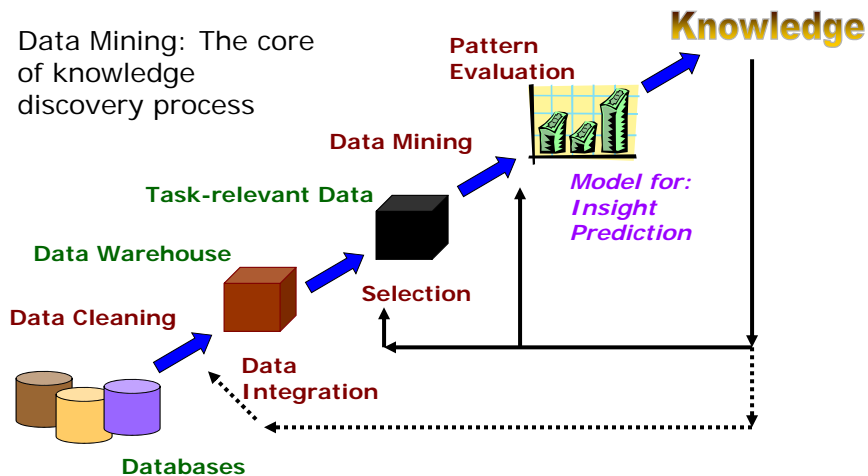 Data Mining: The core
of knowledge
discovery process
Knowledge
Pattern
Evaluation
Data Mining
Model for:
Insight
Prediction
Task-relevant Data
Selection
Data Warehouse
Data Cleaning
Data
Integration
Databases